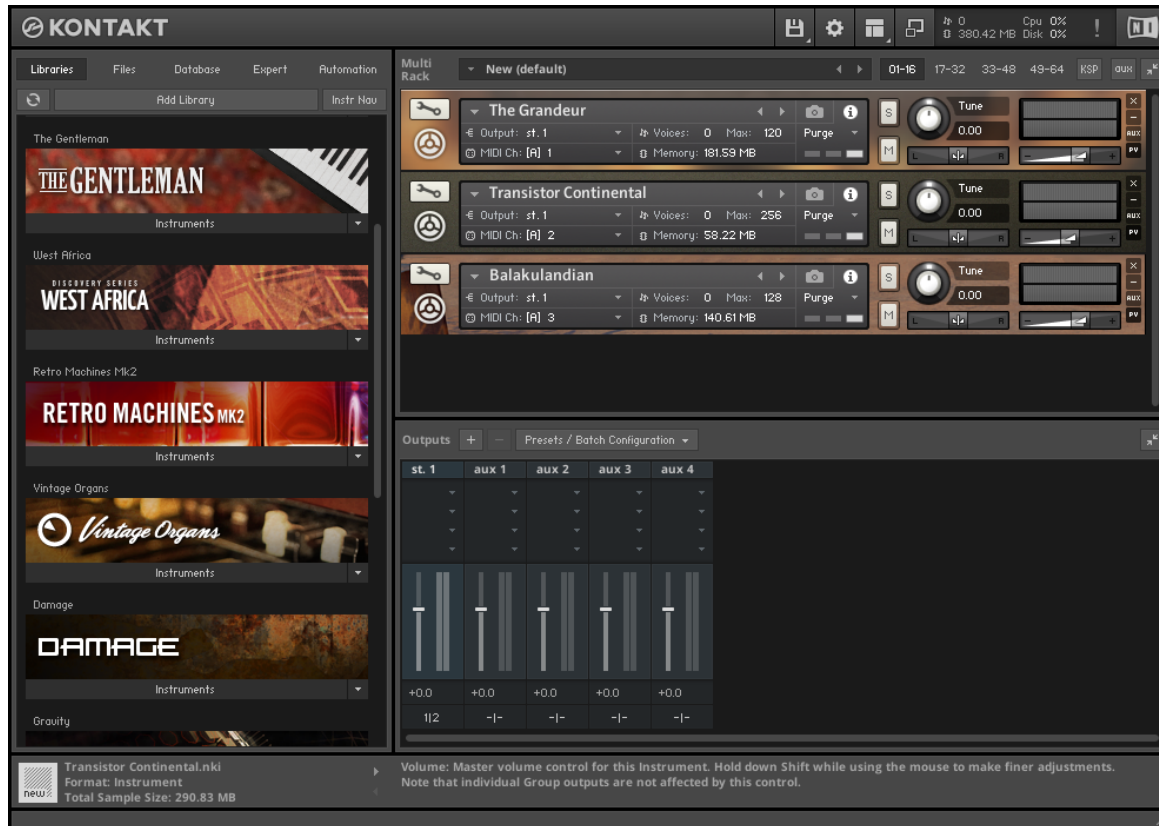 KONTAKT
0 Cpu 0%
380.42 MB Disk 0%
!
NI
Libraries Files Database Expert Automation
Add Library Instr Nav
The Gentleman
THE GENTLEMAN
Instruments
West Africa
DISCOVERY SERIES
WEST AFRICA
Instruments
Retro Machines Mk2
RETRO MACHINES MK2
Instruments
Vintage Organs
Vintage Organs
Instruments
Damage
DAMAGE
Instruments
Gravity
Multi
Rack
New (default) 01-16 17-32 33-48 49-64 KSP aux
The Grandeur
Output: st. 1 Voices: 0 Max: 120 Purge
MIDI Ch: [A] 1 Memory: 181.59 MB
S
M
Tune
0.00
L R
- +
×
−
AUX
PV
Transistor Continental
Output: st. 1 Voices: 0 Max: 256 Purge
MIDI Ch: [A] 2 Memory: 58.22 MB
S
M
Tune
0.00
L R
- +
×
−
AUX
PV
Balakulandian
Output: st. 1 Voices: 0 Max: 128 Purge
MIDI Ch: [A] 3 Memory: 140.61 MB
S
M
Tune
0.00
L R
- +
×
−
AUX
PV
Outputs + − Presets / Batch Configuration
st. 1 aux 1 aux 2 aux 3 aux 4
+0.0 +0.0 +0.0 +0.0 +0.0
1|2 -|- -|- -|- -|-
new
Transistor Continental.nki
Format: Instrument
Total Sample Size: 290.83 MB
Volume: Master volume control for this Instrument. Hold down Shift while using the mouse to make finer adjustments.
Note that individual Group outputs are not affected by this control.